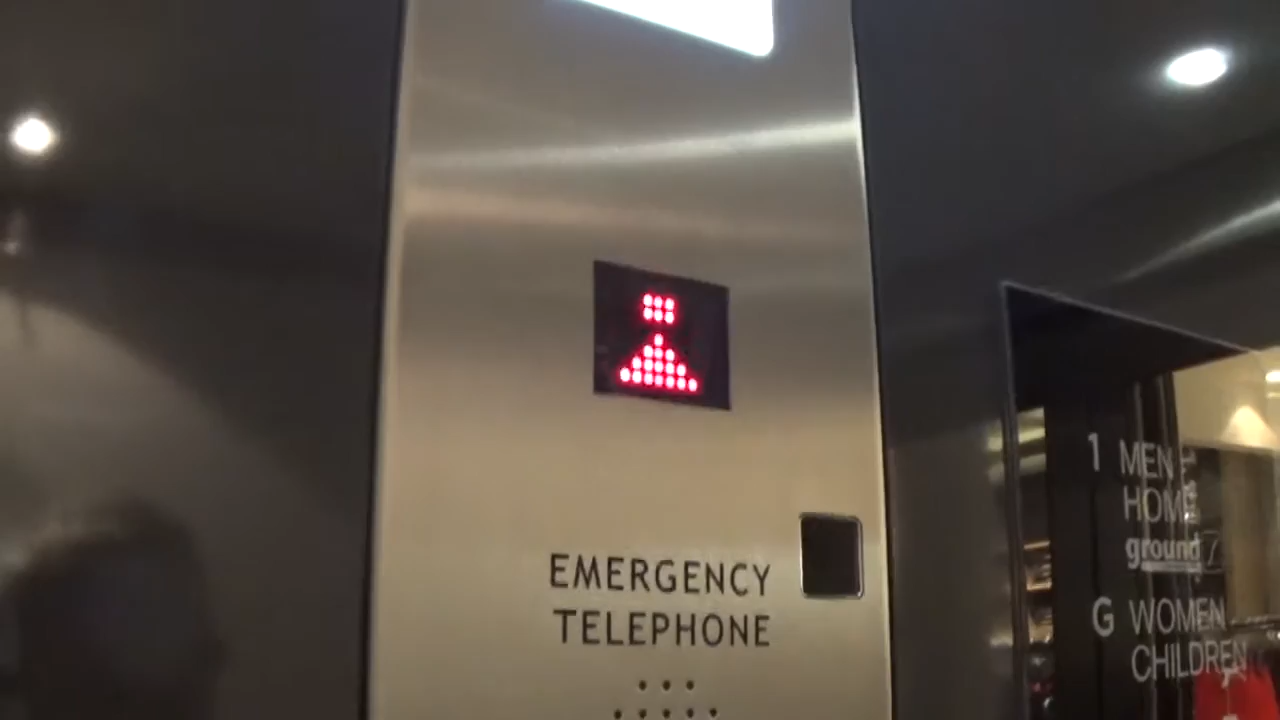 EMERGENCY
TELEPHONE
1 MEN
HOME
ground
G WOMEN
CHILDREN